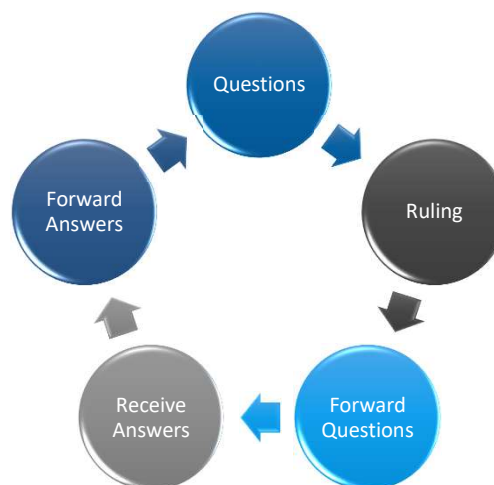 Questions
Ruling
Forward
Questions
Receive
Answers
Forward
Answers